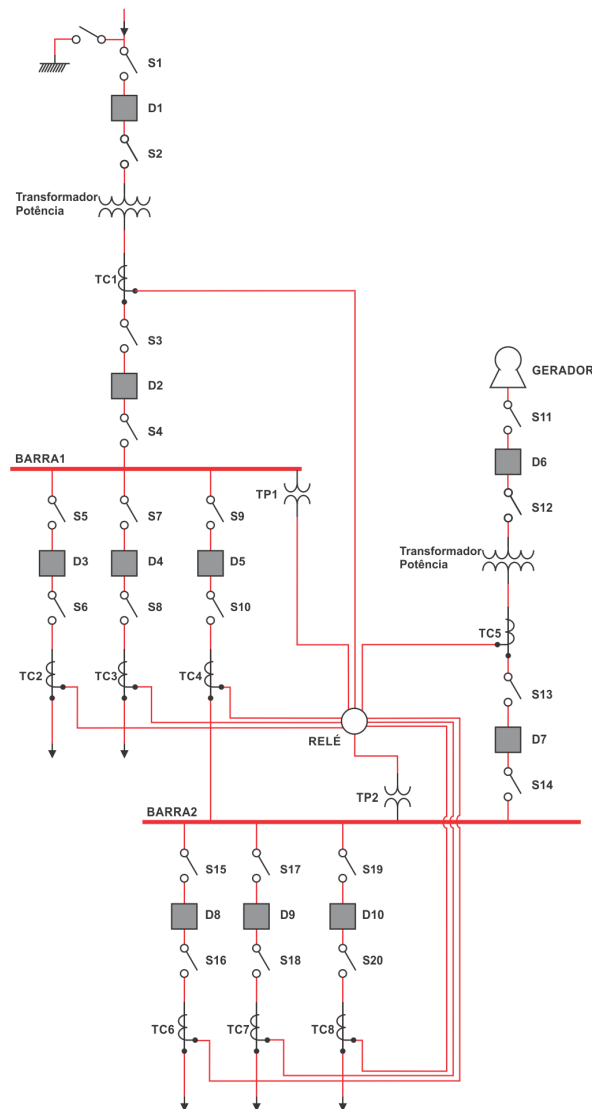 S1
D1
S2
Transformador
Potência
TC1
S3
D2
S4
GERADOR
S11
D6
S12
BARRA1
TP1
S5
S7
S9
D3
D4
D5
S6
S8
S10
Transformador
Potência
TC2
TC3
TC4
TC5
S13
RELÉ
D7
S14
TP2
BARRA2
S15
S17
S19
D8
D9
D10
S16
S18
S20
TC6
TC7
TC8